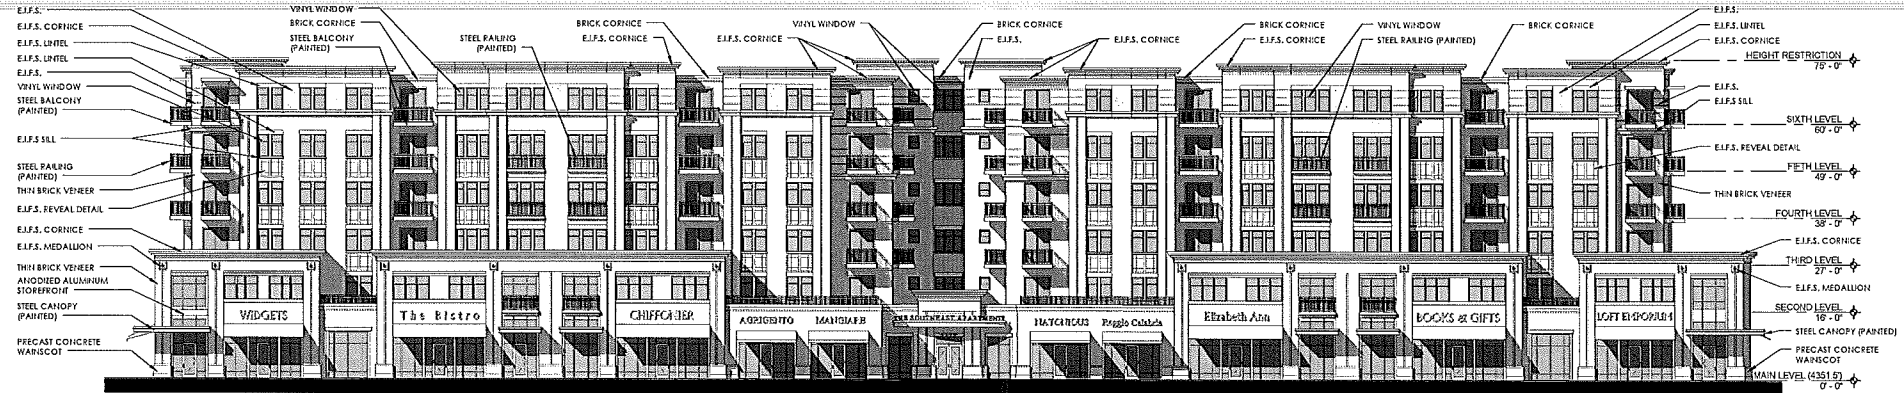 E.I.F.S.
E.I.F.S. CORNICE
E.I.F.S. LINTEL
E.I.F.S. LINTEL
E.I.F.S.
VINYL WINDOW
STEEL BALCONY
(PAINTED)
E.I.F.S SILL
STEEL RAILING
(PAINTED)
THIN BRICK VENEER
E.I.F.S. REVEAL DETAIL
E.I.F.S. CORNICE
E.I.F.S. MEDALLION
THIN BRICK VENEER
ANODIZED ALUMINUM
STOREFRONT
STEEL CANOPY
(PAINTED)
PRECAST CONCRETE
WAINSCOT
VINYL WINDOW
BRICK CORNICE
STEEL BALCONY
(PAINTED)
STEEL RAILING
(PAINTED)
BRICK CORNICE
E.I.F.S. CORNICE
E.I.F.S. CORNICE
VINYL WINDOW
BRICK CORNICE
E.I.F.S.
E.I.F.S. CORNICE
BRICK CORNICE
E.I.F.S. CORNICE
VINYL WINDOW
STEEL RAILING (PAINTED)
BRICK CORNICE
E.I.F.S.
E.I.F.S. LINTEL
E.I.F.S. CORNICE
HEIGHT RESTRICTION
75' - 0"
E.I.F.S.
E.I.F.S SILL
SIXTH LEVEL
60' - 0"
E.I.F.S. REVEAL DETAIL
FIFTH LEVEL
49' - 0"
THIN BRICK VENEER
FOURTH LEVEL
38' - 0"
E.I.F.S. CORNICE
THIRD LEVEL
27' - 0"
E.I.F.S. MEDALLION
SECOND LEVEL
16' - 0"
STEEL CANOPY (PAINTED)
PRECAST CONCRETE
WAINSCOT
MAIN LEVEL (4351.5')
0' - 0"
WIDGETS
The Bistro
CHIFFONIER
AGRIGENTO
MANGIARE
THE SOUTHEAST APARTMENTS
NATORIOUS
Reggio Calabria
Elizabeth Ann
BOOKS & GIFTS
LOFT EMPORIUM